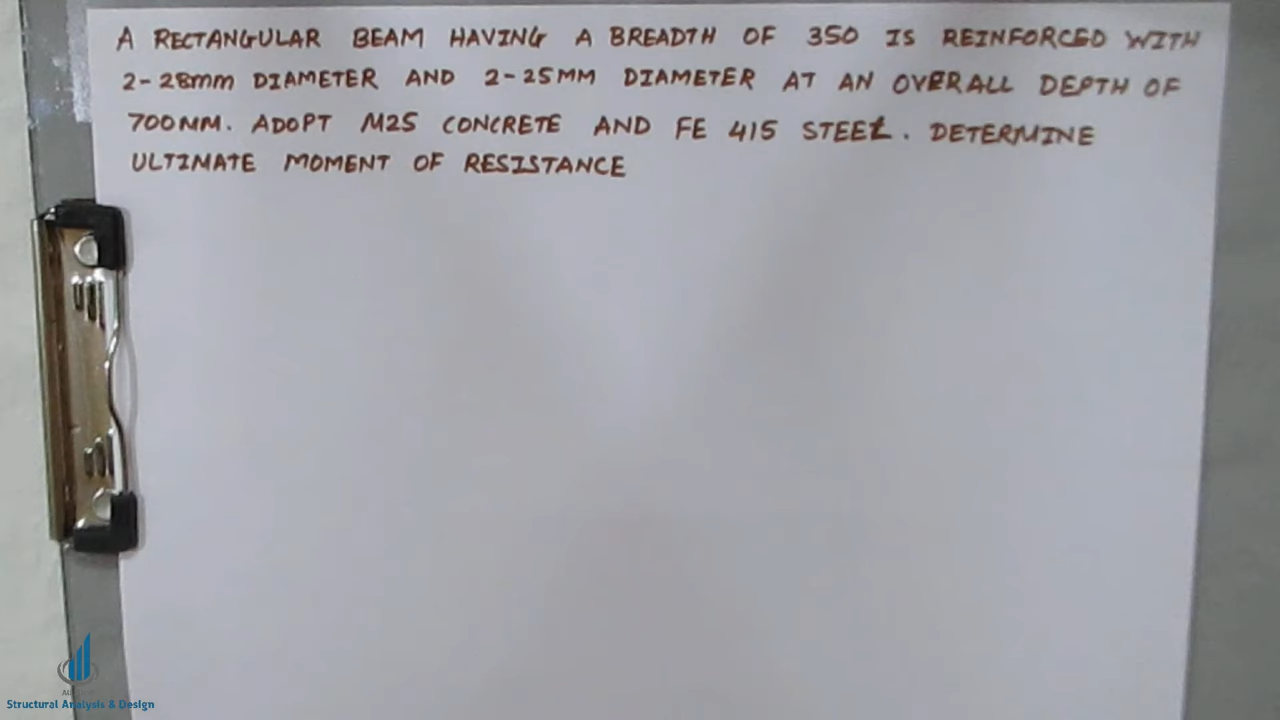 A RECTANGULAR BEAM HAVING A BREADTH OF 350 IS REINFORCED WITH
2-28mm DIAMETER AND 2-25MM DIAMETER AT AN OVERALL DEPTH OF
700MM. ADOPT M25 CONCRETE AND FE 415 STEEL. DETERMINE
ULTIMATE MOMENT OF RESISTANCE
Structural Analysis & Design